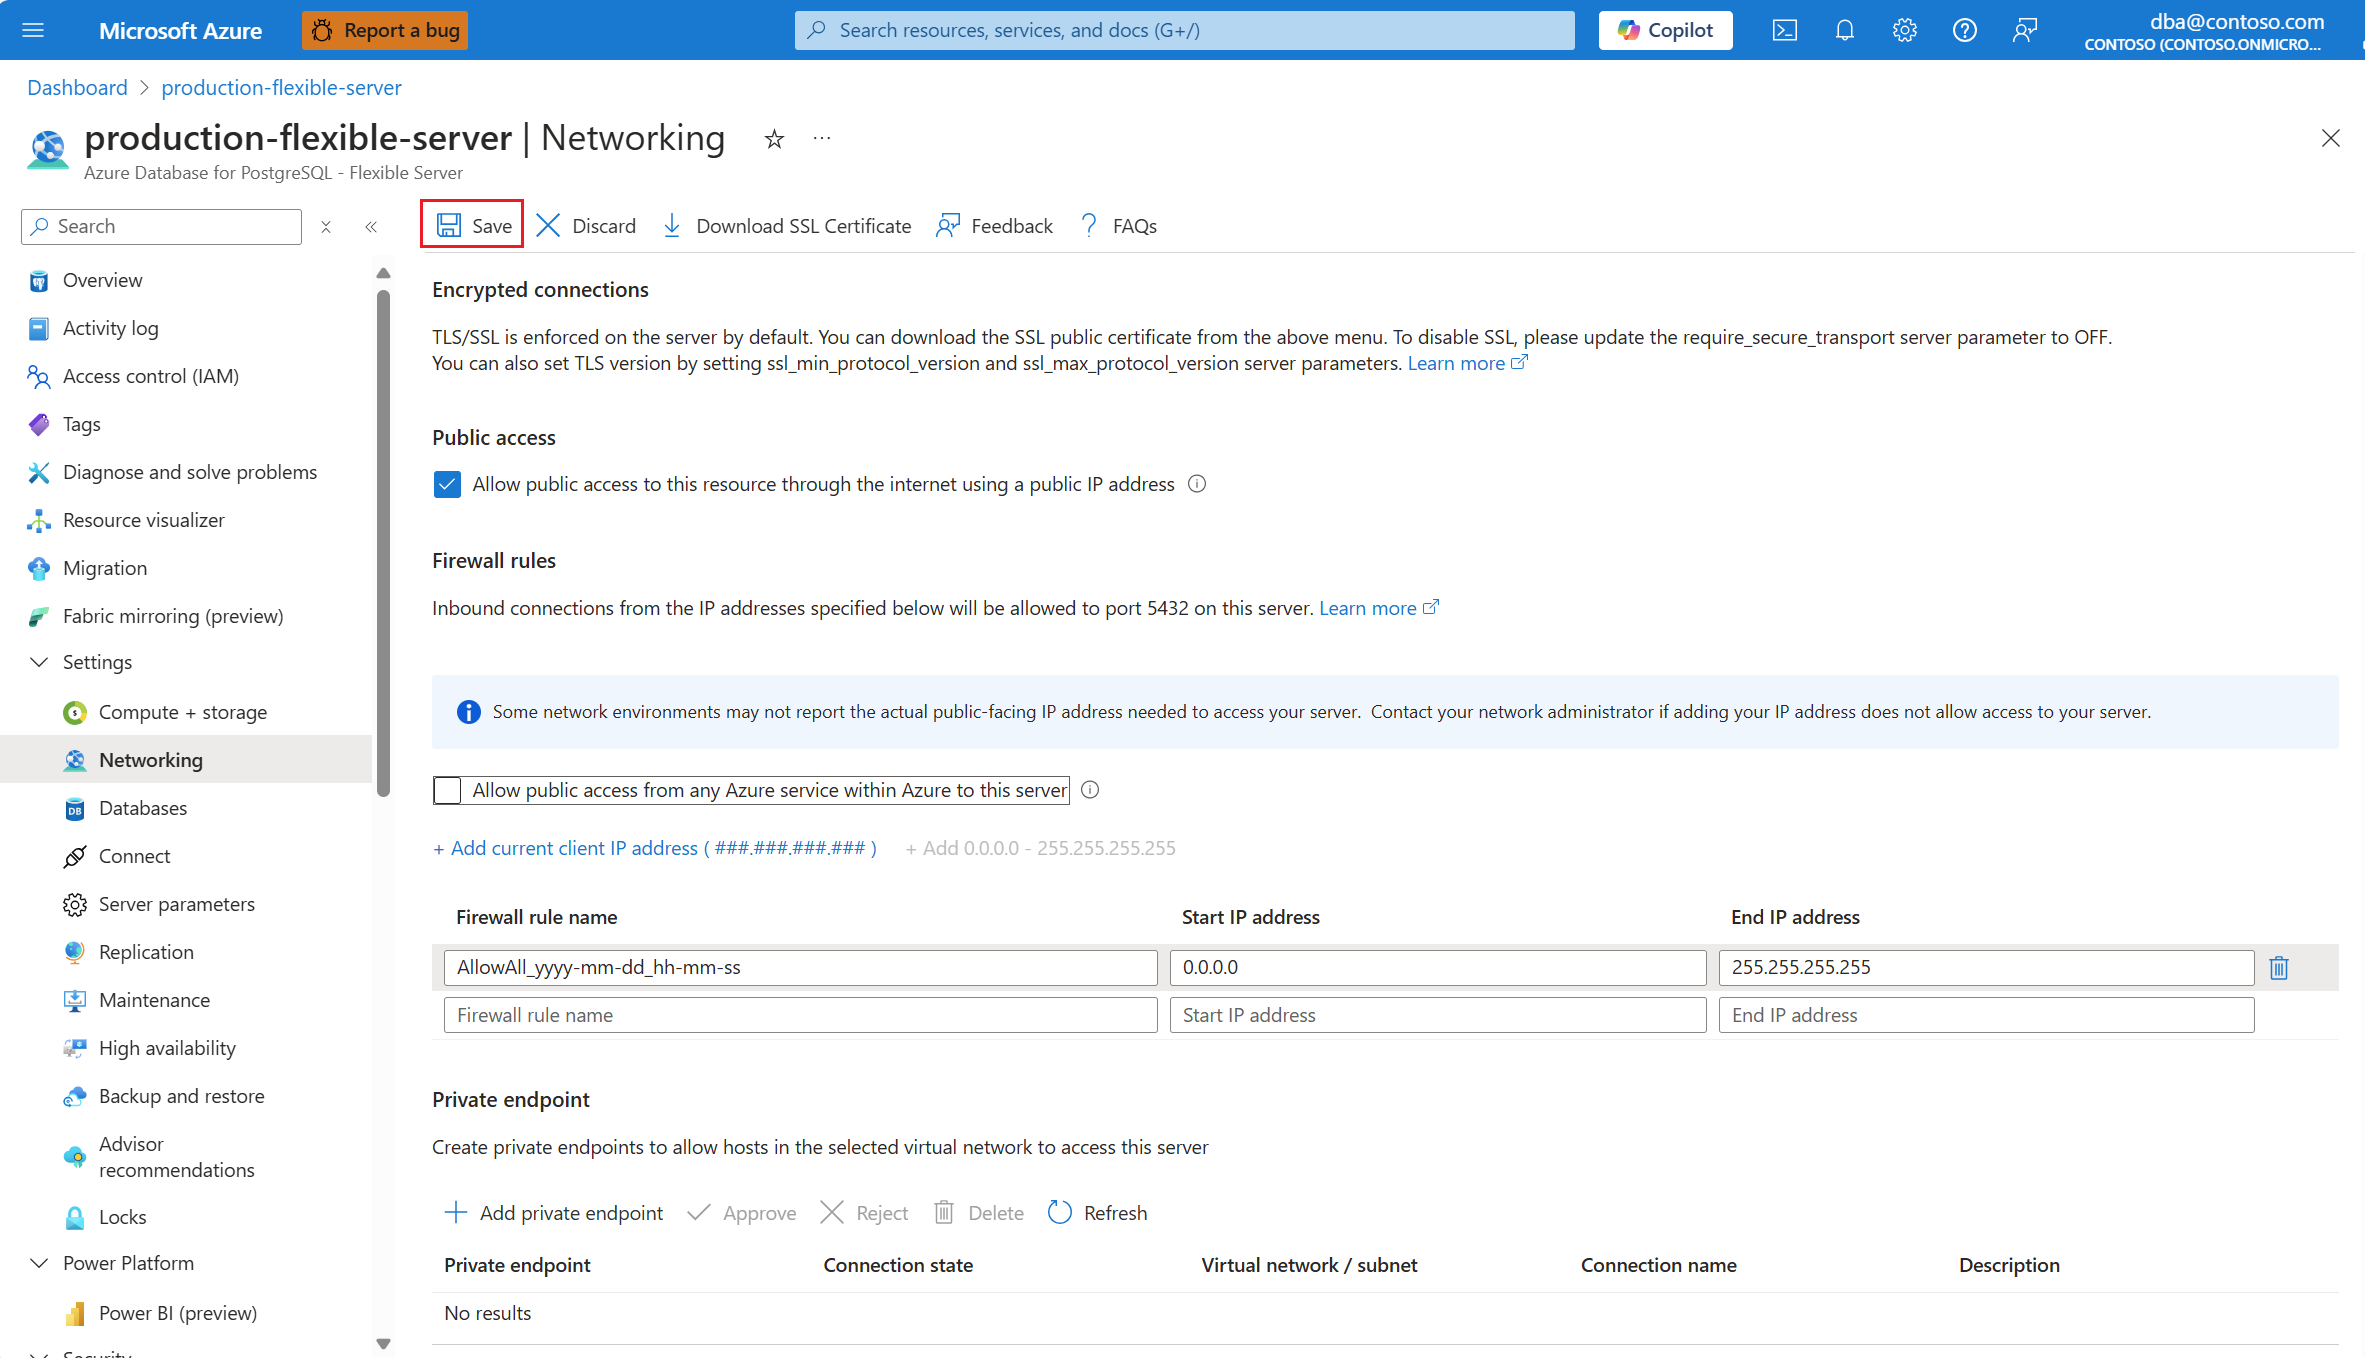 Microsoft Azure
Report a bug
Search resources, services, and docs (G+/)
Copilot
dba@contoso.com
CONTOSO (CONTOSO.ONMICRO...
Dashboard > production-flexible-server
production-flexible-server | Networking
Azure Database for PostgreSQL - Flexible Server
Search
Save
Discard
Download SSL Certificate
Feedback
FAQs
Overview
Activity log
Access control (IAM)
Tags
Diagnose and solve problems
Resource visualizer
Migration
Fabric mirroring (preview)
Settings
Compute + storage
Networking
Databases
Connect
Server parameters
Replication
Maintenance
High availability
Backup and restore
Advisor
recommendations
Locks
Power Platform
Power BI (preview)
Security
Encrypted connections
TLS/SSL is enforced on the server by default. You can download the SSL public certificate from the above menu. To disable SSL, please update the require_secure_transport server parameter to OFF.
You can also set TLS version by setting ssl_min_protocol_version and ssl_max_protocol_version server parameters. Learn more
Public access
Allow public access to this resource through the internet using a public IP address
Firewall rules
Inbound connections from the IP addresses specified below will be allowed to port 5432 on this server. Learn more
Some network environments may not report the actual public-facing IP address needed to access your server. Contact your network administrator if adding your IP address does not allow access to your server.
Allow public access from any Azure service within Azure to this server
+ Add current client IP address ( ###.###.###.### )
+ Add 0.0.0.0 - 255.255.255.255
Firewall rule name
Start IP address
End IP address
AllowAll_yyyy-mm-dd_hh-mm-ss
0.0.0.0
255.255.255.255
Firewall rule name
Start IP address
End IP address
Private endpoint
Create private endpoints to allow hosts in the selected virtual network to access this server
Add private endpoint
Approve
Reject
Delete
Refresh
Private endpoint
Connection state
Virtual network / subnet
Connection name
Description
No results